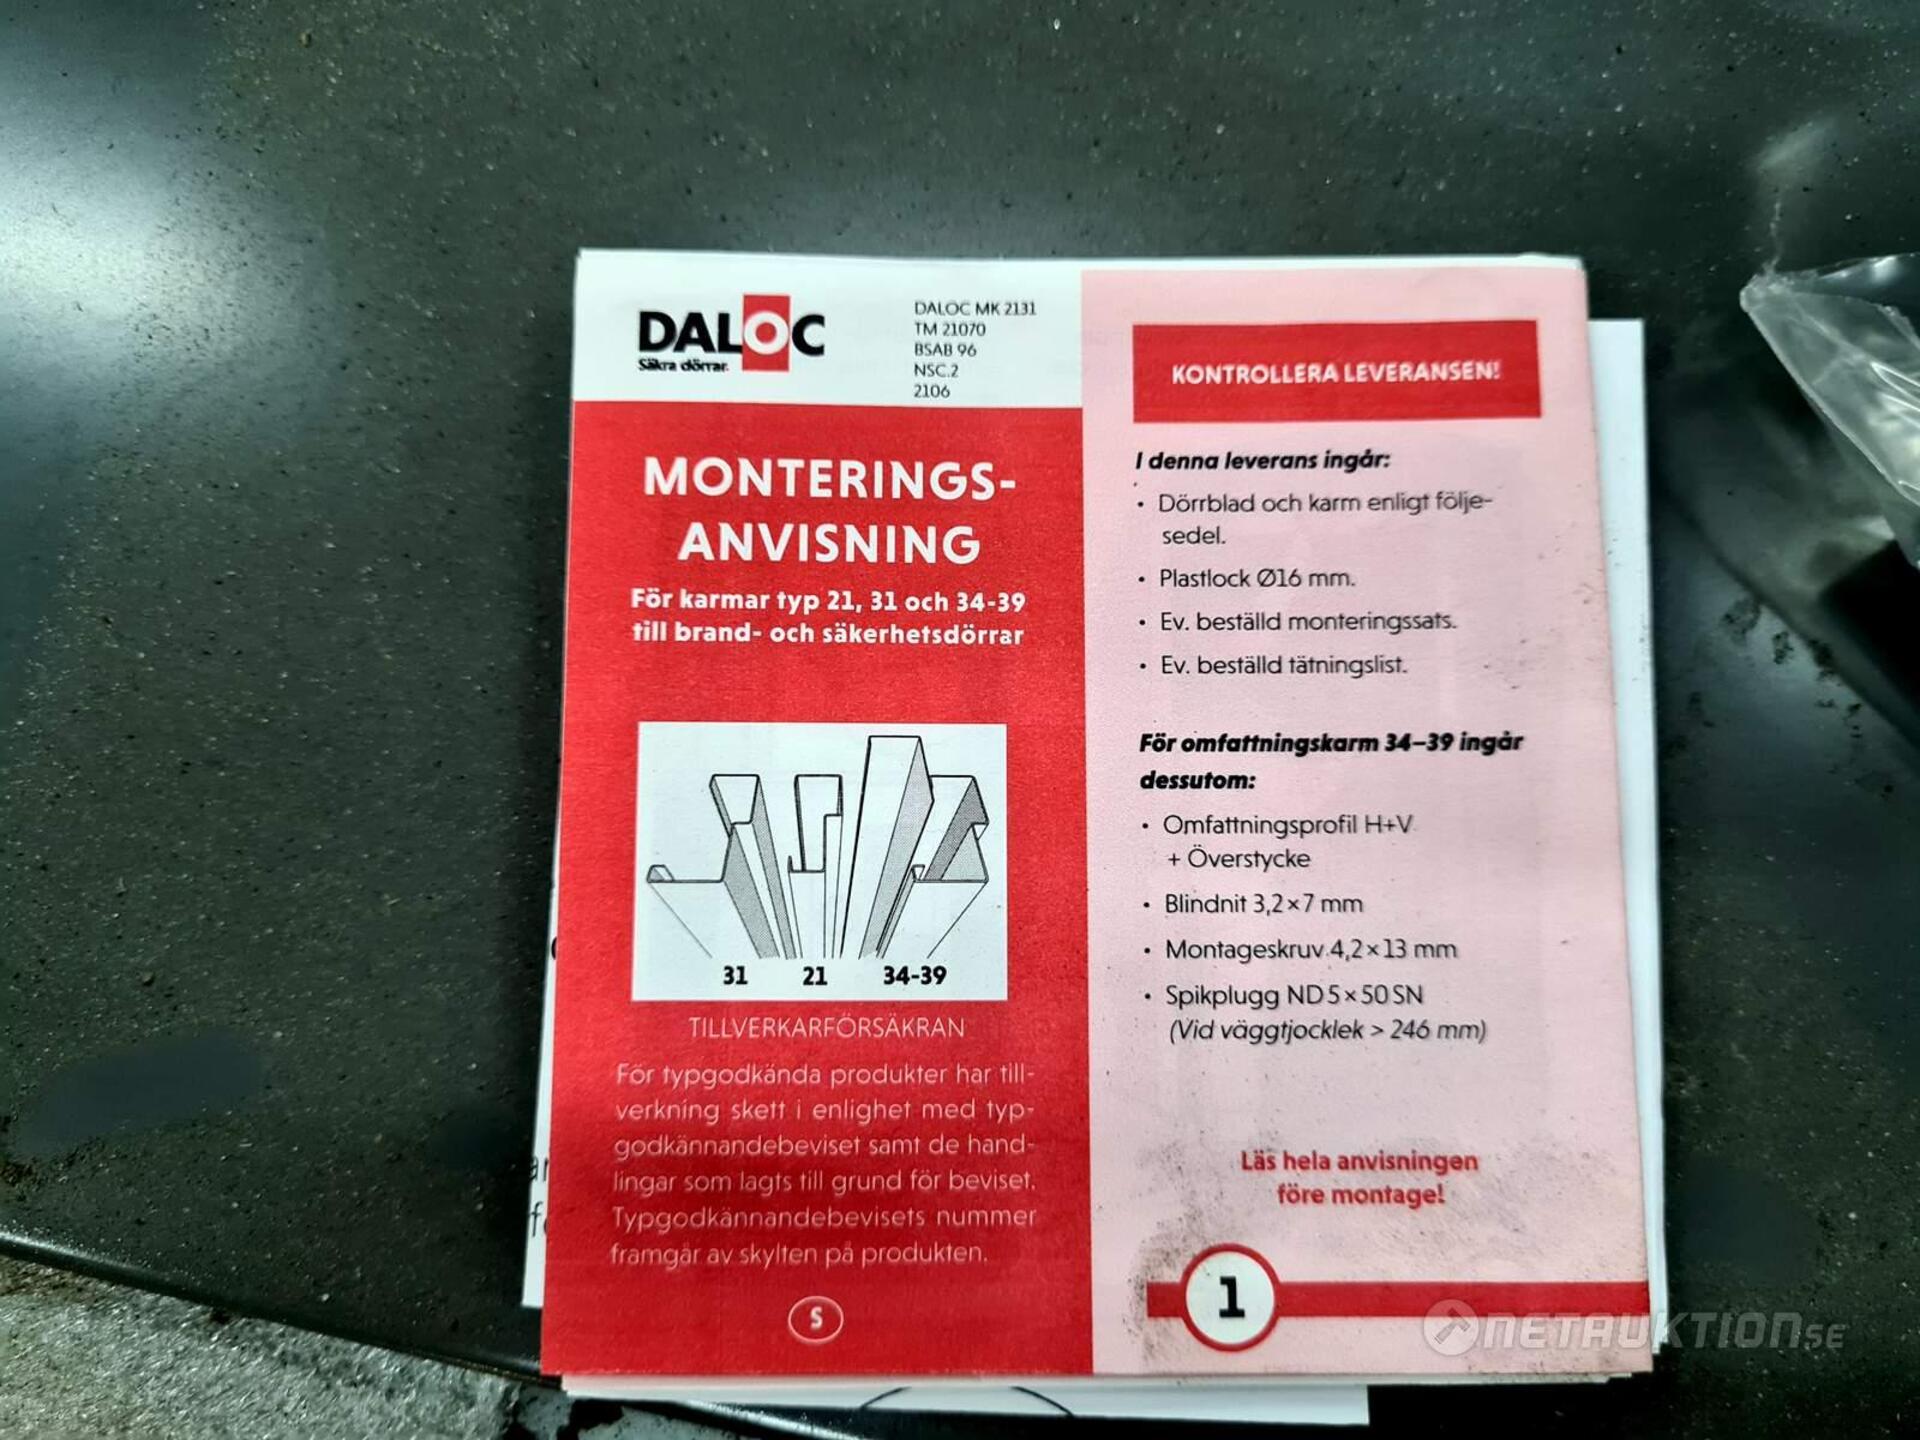 DALOC
Säkra dörrar.
DALOC MK 2131
TM 21070
BSAB 96
NSC.2
2106
MONTERINGS-
ANVISNING
För karmar typ 21, 31 och 34-39
till brand- och säkerhetsdörrar
31 21 34-39
TILLVERKARFÖRSÄKRAN
För typgodkända produkter har till-
verkning skett i enlighet med typ-
godkännandebeviset samt de hand-
lingar som lagts till grund för beviset.
Typgodkännandebevisets nummer
framgår av skylten på produkten.
S
KONTROLLERA LEVERANSEN!
I denna leverans ingår:
• Dörrblad och karm enligt följe-
sedel.
• Plastlock Ø16 mm.
• Ev. beställd monteringssats.
• Ev. beställd tätningslist.
För omfattningskarm 34–39 ingår
dessutom:
• Omfattningsprofil H+V
+ Överstycke
• Blindnit 3,2×7 mm
• Montageskruv 4,2×13 mm
• Spikplugg ND 5×50 SN
(Vid väggtjocklek > 246 mm)
Läs hela anvisningen
före montage!
1
NETAUKTION.SE